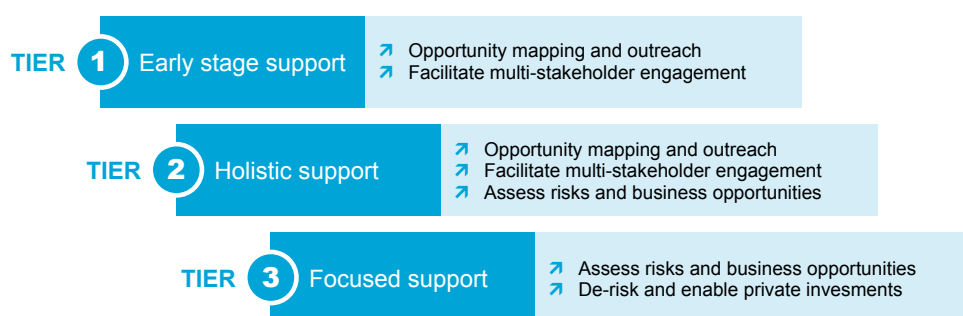 TIER 1 Early stage support
Opportunity mapping and outreach
Facilitate multi-stakeholder engagement
TIER 2 Holistic support
Opportunity mapping and outreach
Facilitate multi-stakeholder engagement
Assess risks and business opportunities
TIER 3 Focused support
Assess risks and business opportunities
De-risk and enable private invesments